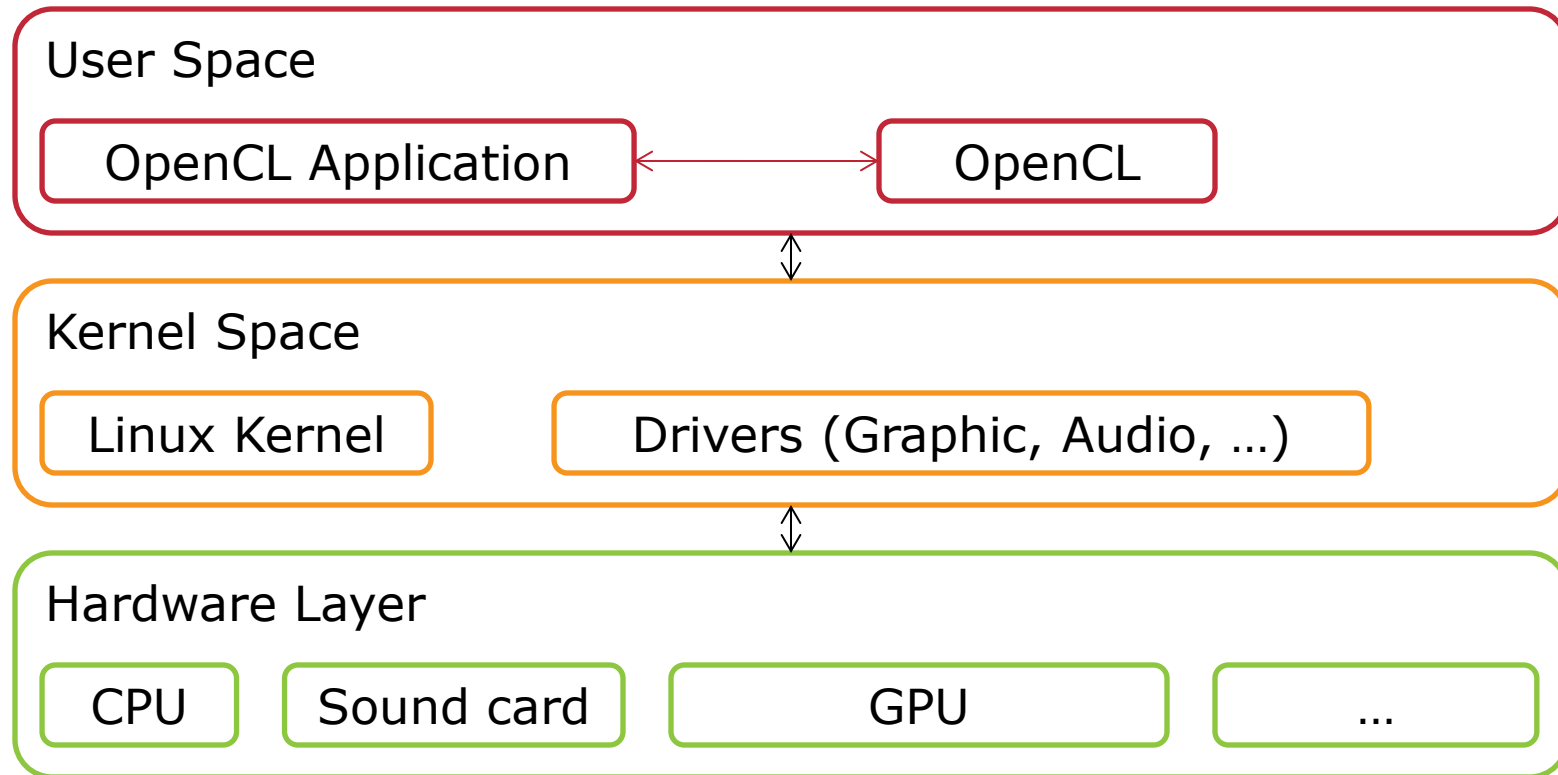 User Space
OpenCL Application
OpenCL
Kernel Space
Linux Kernel
Drivers (Graphic, Audio, …)
Hardware Layer
CPU
Sound card
GPU
…